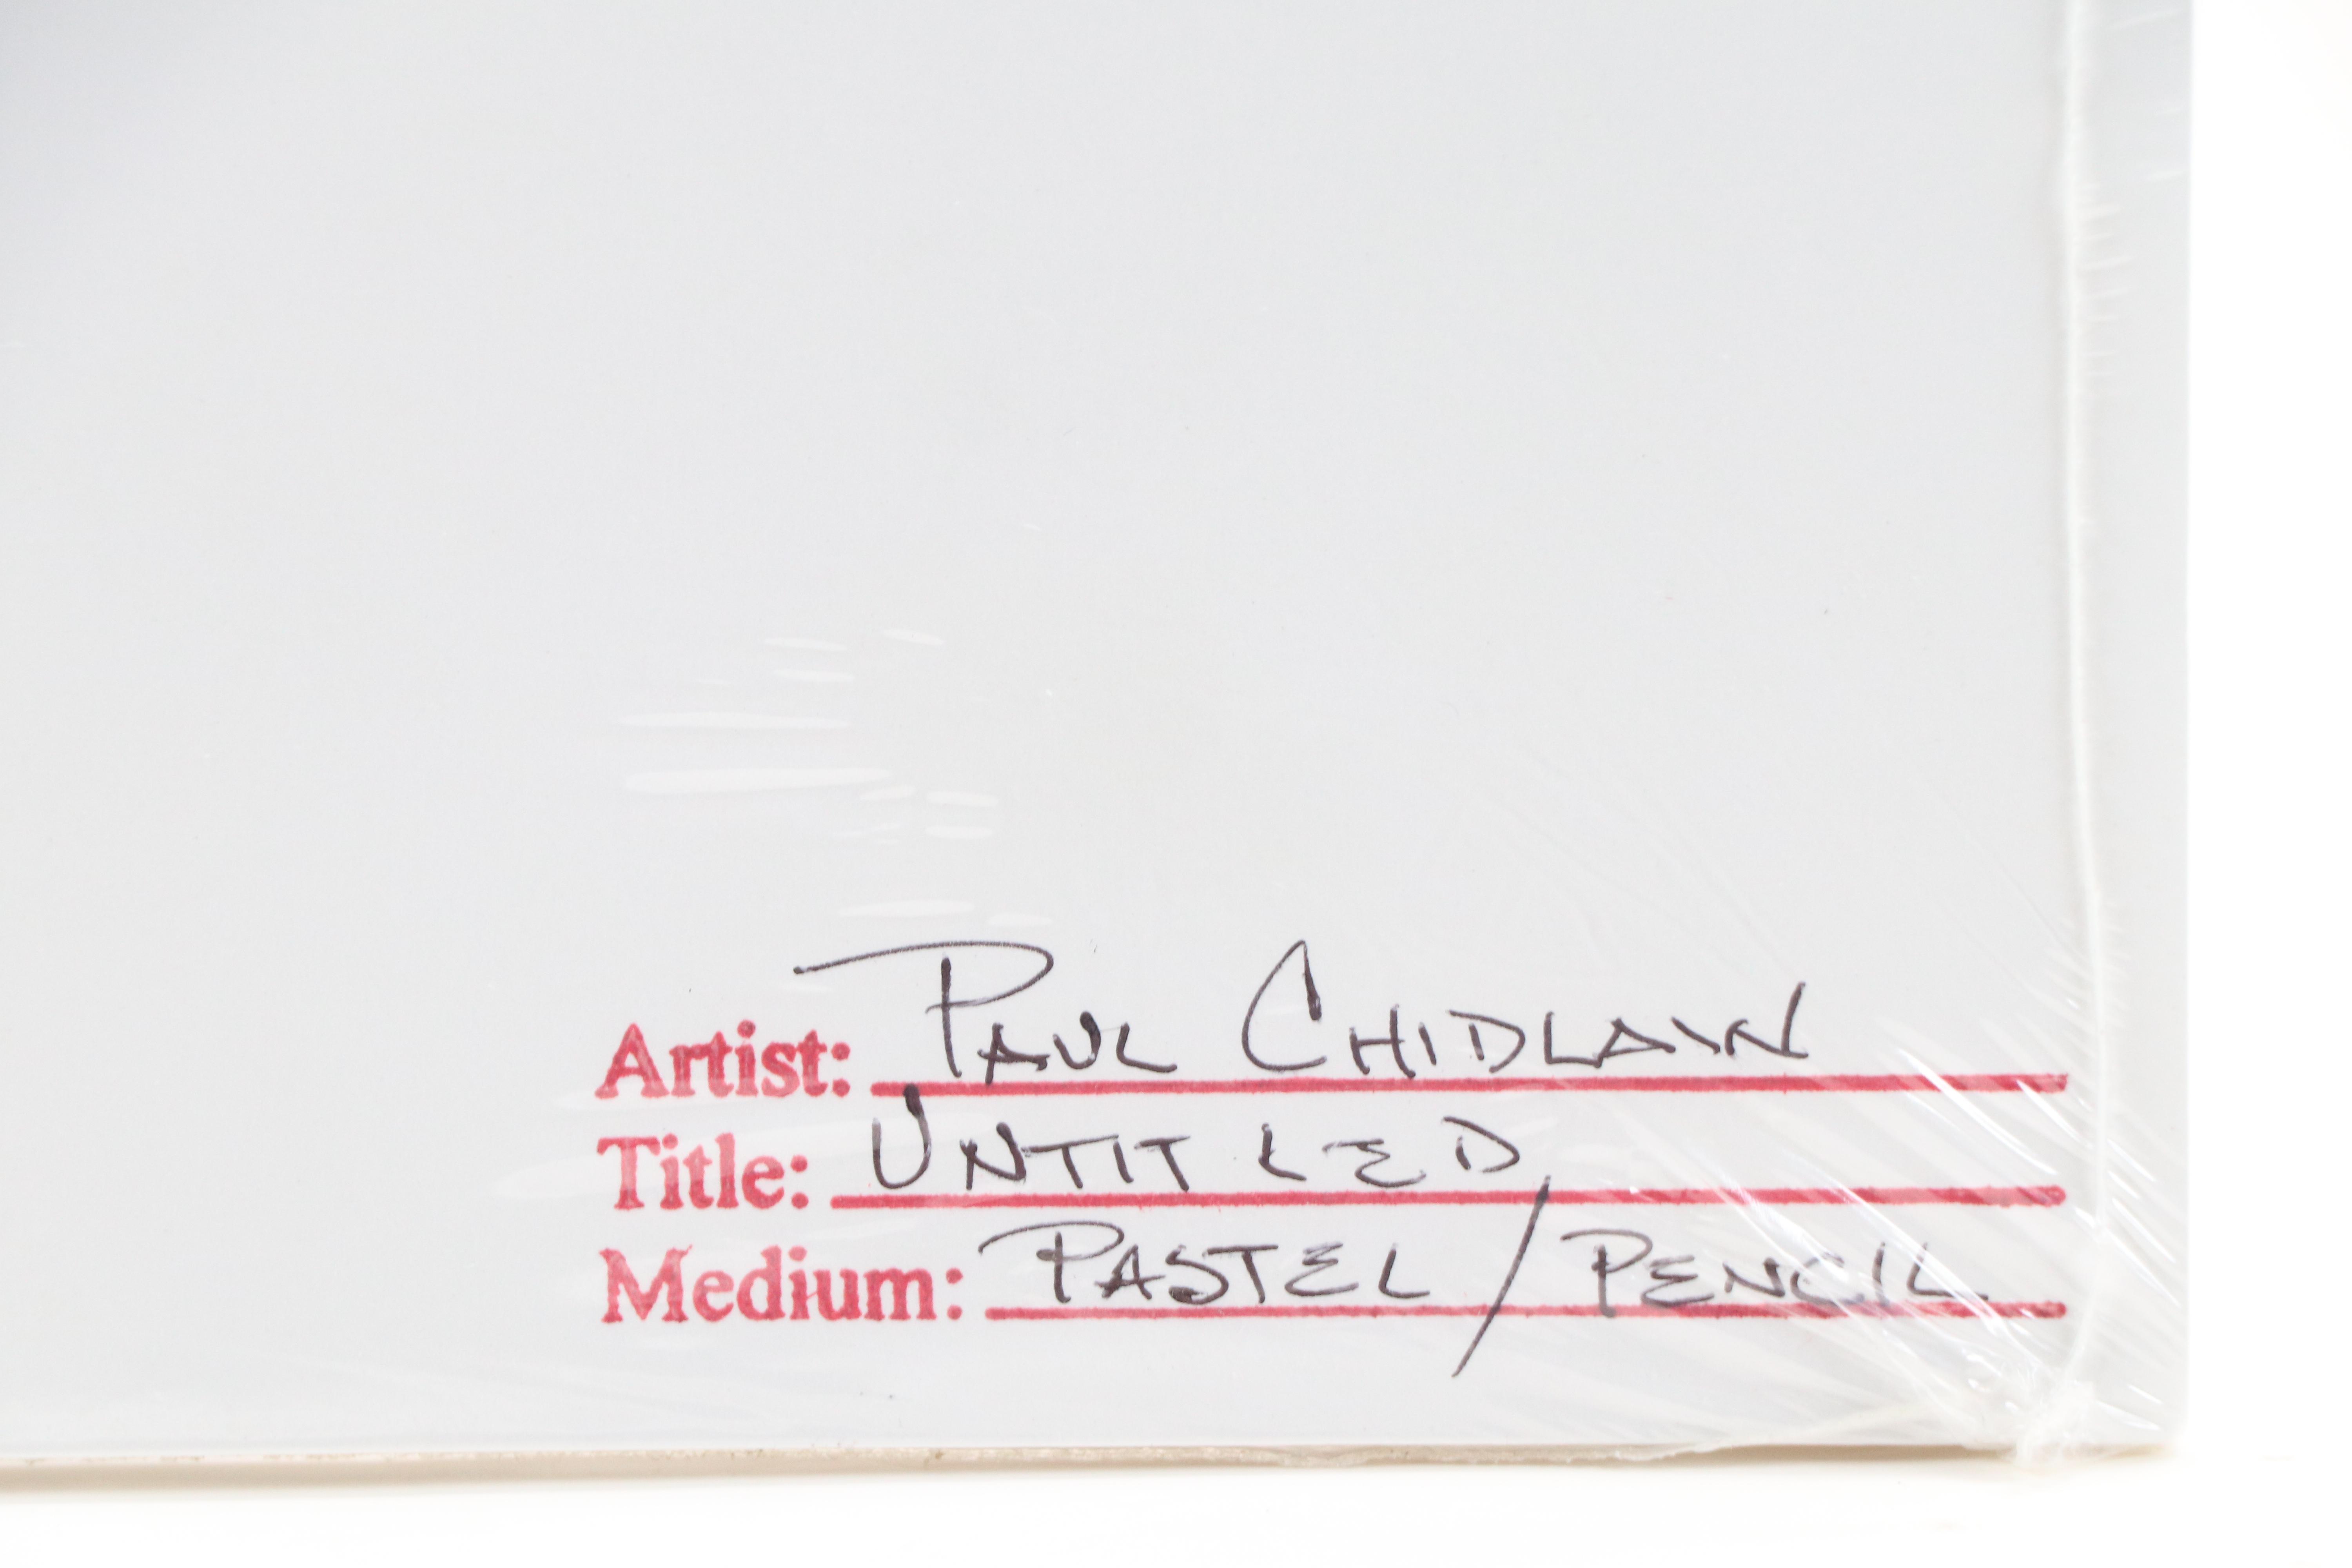 Artist: PAUL CHIDLAW
Title: UNTITLED
Medium: PASTEL / PENCIL